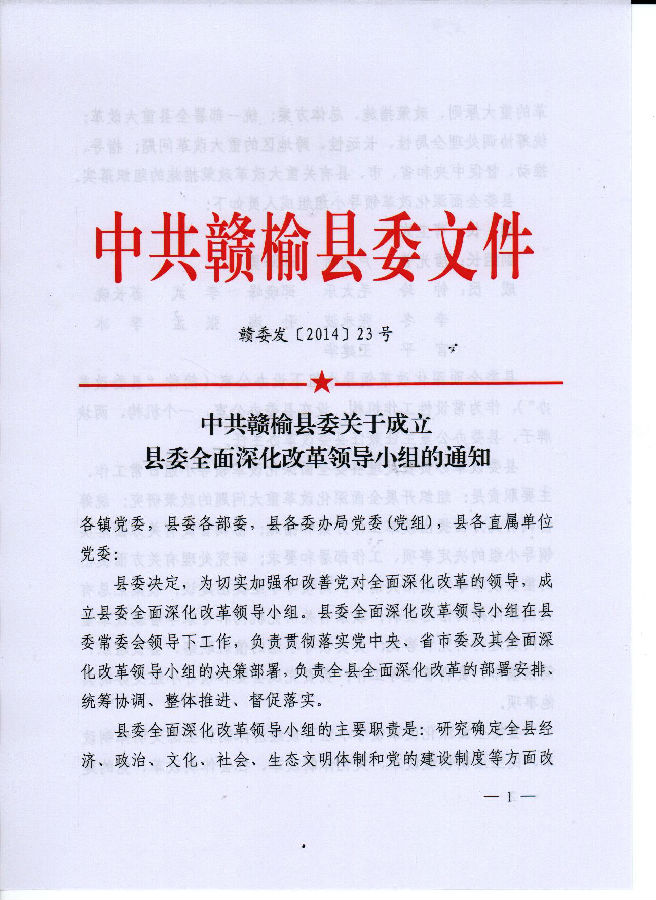 中共赣榆县委文件
赣委发〔2014〕23号
中共赣榆县委关于成立
县委全面深化改革领导小组的通知
各镇党委，县委各部委，县各委办局党委(党组)，县各直属单位
党委：
县委决定，为切实加强和改善党对全面深化改革的领导，成
立县委全面深化改革领导小组。县委全面深化改革领导小组在县
委常委会领导下工作，负责贯彻落实党中央、省市委及其全面深
化改革领导小组的决策部署，负责全县全面深化改革的部署安排、
统筹协调、整体推进、督促落实。
县委全面深化改革领导小组的主要职责是：研究确定全县经
济、政治、文化、社会、生态文明体制和党的建设制度等方面改
— 1 —